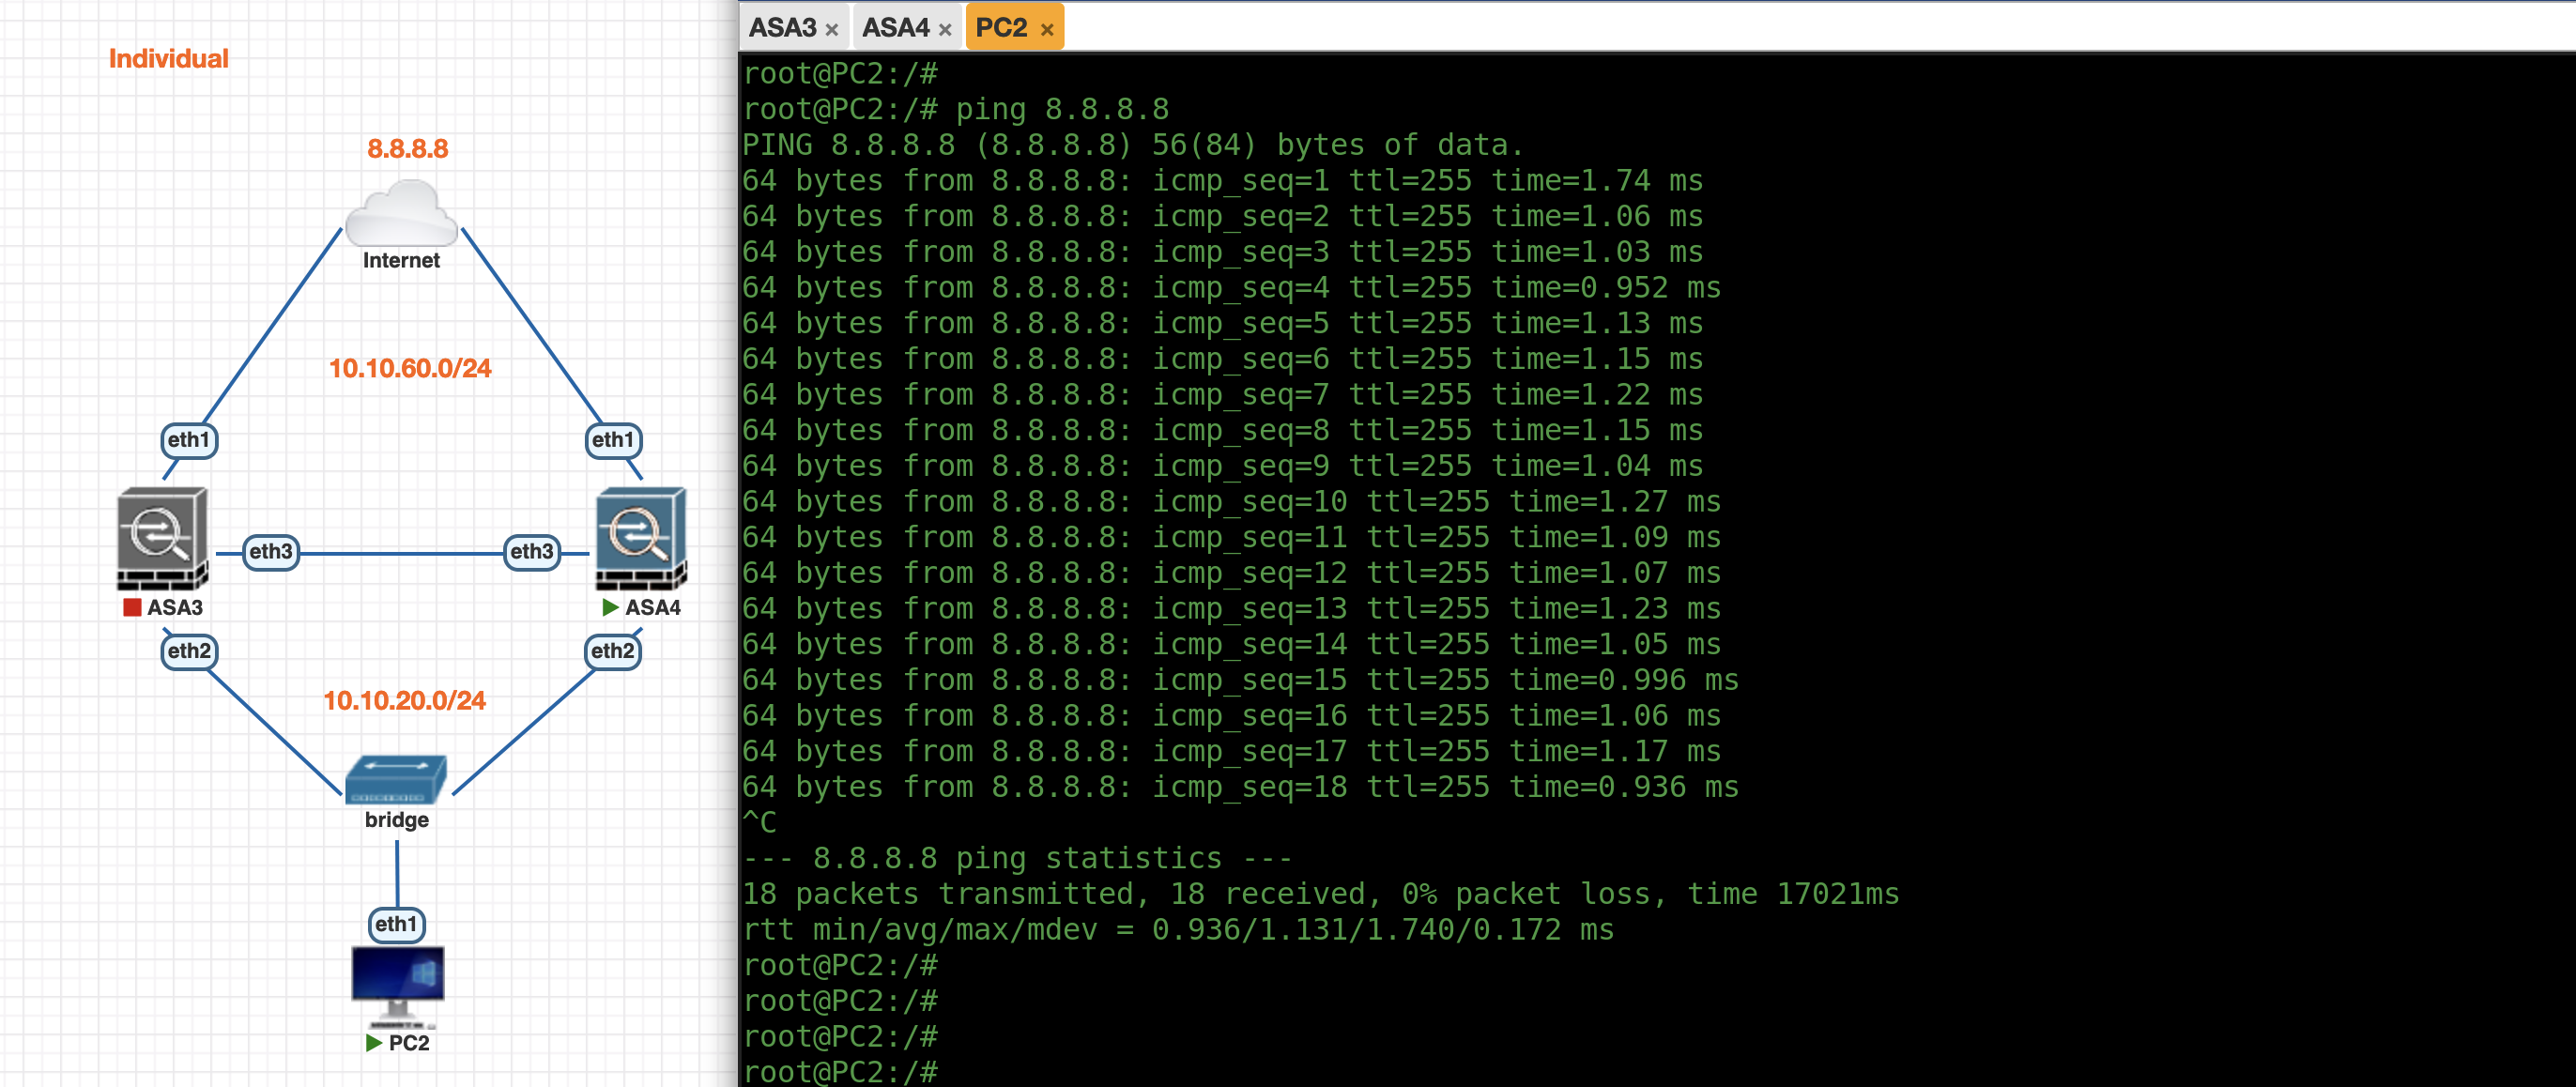 Individual
8.8.8.8
Internet
10.10.60.0/24
eth1
eth1
eth3
eth3
ASA3
ASA4
eth2
eth2
10.10.20.0/24
bridge
eth1
PC2
ASA3 × ASA4 × PC2 ×
root@PC2:/#
root@PC2:/# ping 8.8.8.8
PING 8.8.8.8 (8.8.8.8) 56(84) bytes of data.
64 bytes from 8.8.8.8: icmp_seq=1 ttl=255 time=1.74 ms
64 bytes from 8.8.8.8: icmp_seq=2 ttl=255 time=1.06 ms
64 bytes from 8.8.8.8: icmp_seq=3 ttl=255 time=1.03 ms
64 bytes from 8.8.8.8: icmp_seq=4 ttl=255 time=0.952 ms
64 bytes from 8.8.8.8: icmp_seq=5 ttl=255 time=1.13 ms
64 bytes from 8.8.8.8: icmp_seq=6 ttl=255 time=1.15 ms
64 bytes from 8.8.8.8: icmp_seq=7 ttl=255 time=1.22 ms
64 bytes from 8.8.8.8: icmp_seq=8 ttl=255 time=1.15 ms
64 bytes from 8.8.8.8: icmp_seq=9 ttl=255 time=1.04 ms
64 bytes from 8.8.8.8: icmp_seq=10 ttl=255 time=1.27 ms
64 bytes from 8.8.8.8: icmp_seq=11 ttl=255 time=1.09 ms
64 bytes from 8.8.8.8: icmp_seq=12 ttl=255 time=1.07 ms
64 bytes from 8.8.8.8: icmp_seq=13 ttl=255 time=1.23 ms
64 bytes from 8.8.8.8: icmp_seq=14 ttl=255 time=1.05 ms
64 bytes from 8.8.8.8: icmp_seq=15 ttl=255 time=0.996 ms
64 bytes from 8.8.8.8: icmp_seq=16 ttl=255 time=1.06 ms
64 bytes from 8.8.8.8: icmp_seq=17 ttl=255 time=1.17 ms
64 bytes from 8.8.8.8: icmp_seq=18 ttl=255 time=0.936 ms
^C
--- 8.8.8.8 ping statistics ---
18 packets transmitted, 18 received, 0% packet loss, time 17021ms
rtt min/avg/max/mdev = 0.936/1.131/1.740/0.172 ms
root@PC2:/#
root@PC2:/#
root@PC2:/#
root@PC2:/#